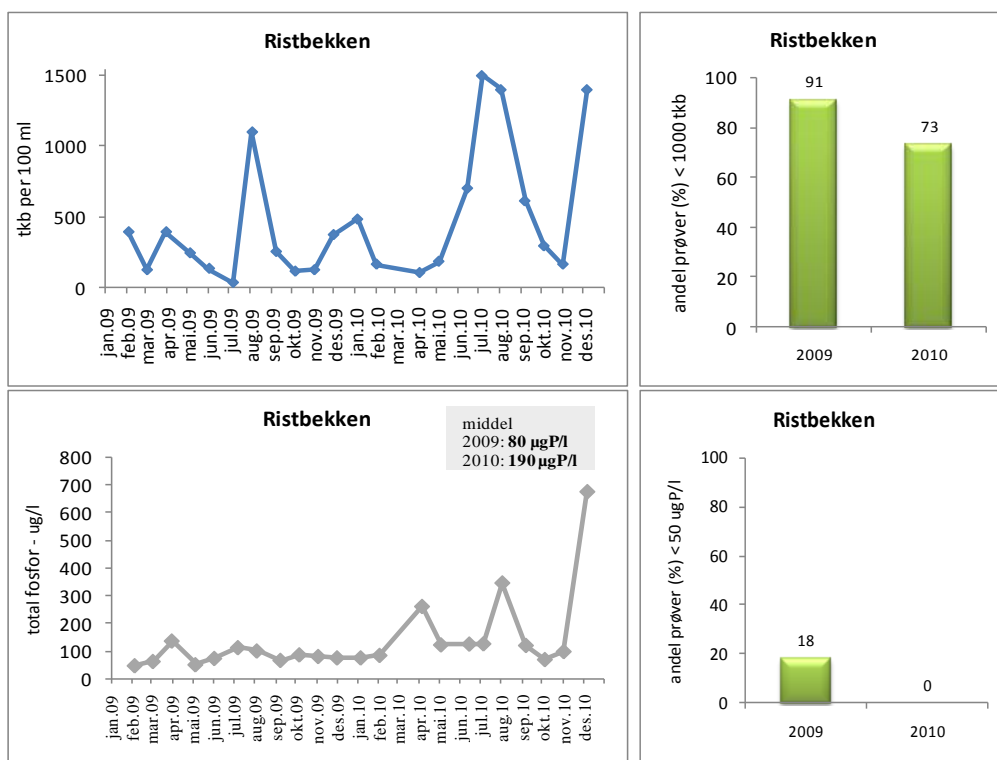 Ristbekken
tkb per 100 ml
1500
1000
500
0
jan.09
feb.09
mar.09
apr.09
mai.09
jun.09
jul.09
aug.09
sep.09
okt.09
nov.09
des.09
jan.10
feb.10
mar.10
apr.10
mai.10
jun.10
jul.10
aug.10
sep.10
okt.10
nov.10
des.10
Ristbekken
andel prøver (%) < 1000 tkb
100
80
60
40
20
0
91
73
2009
2010
Ristbekken
middel
2009: 80 µgP/l
2010: 190 µgP/l
total fosfor - ug/l
800
700
600
500
400
300
200
100
0
jan.09
feb.09
mar.09
apr.09
mai.09
jun.09
jul.09
aug.09
sep.09
okt.09
nov.09
des.09
jan.10
feb.10
mar.10
apr.10
mai.10
jun.10
jul.10
aug.10
sep.10
okt.10
nov.10
des.10
Ristbekken
andel prøver (%) < 50 ugP/l
100
80
60
40
20
0
18
0
2009
2010